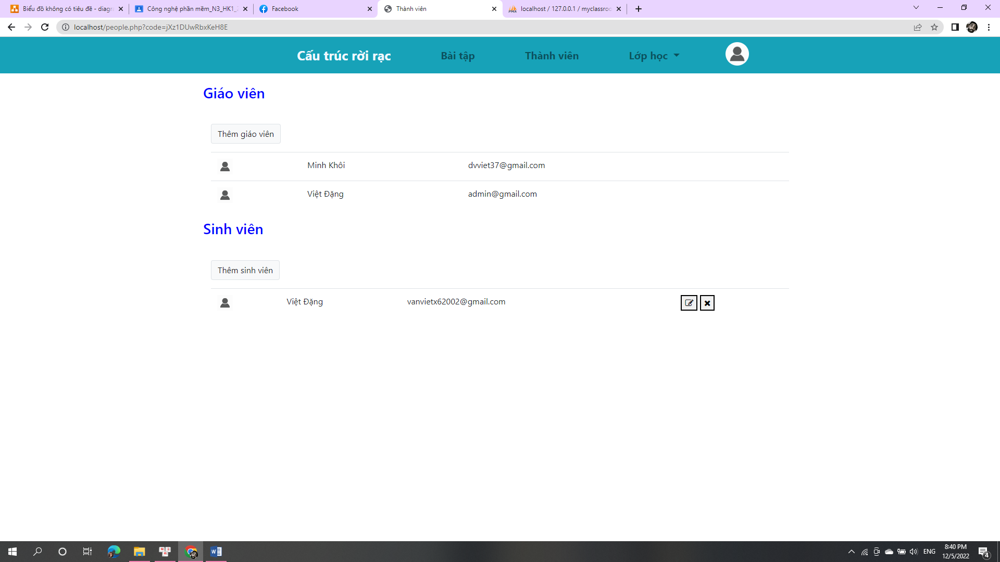 Biểu đồ không có tiêu đề - diagra
Công nghệ phần mềm_N3_HK1_2
Facebook
Thành viên
localhost / 127.0.0.1 / myclassroo
localhost/people.php?code=jXz1DUwRbxKeH8E
Cấu trúc rời rạc
Bài tập
Thành viên
Lớp học
Giáo viên
Thêm giáo viên
Minh Khôi
dvviet37@gmail.com
Việt Đặng
admin@gmail.com
Sinh viên
Thêm sinh viên
Việt Đặng
vanvietx62002@gmail.com
ENG
8:40 PM
12/5/2022
4